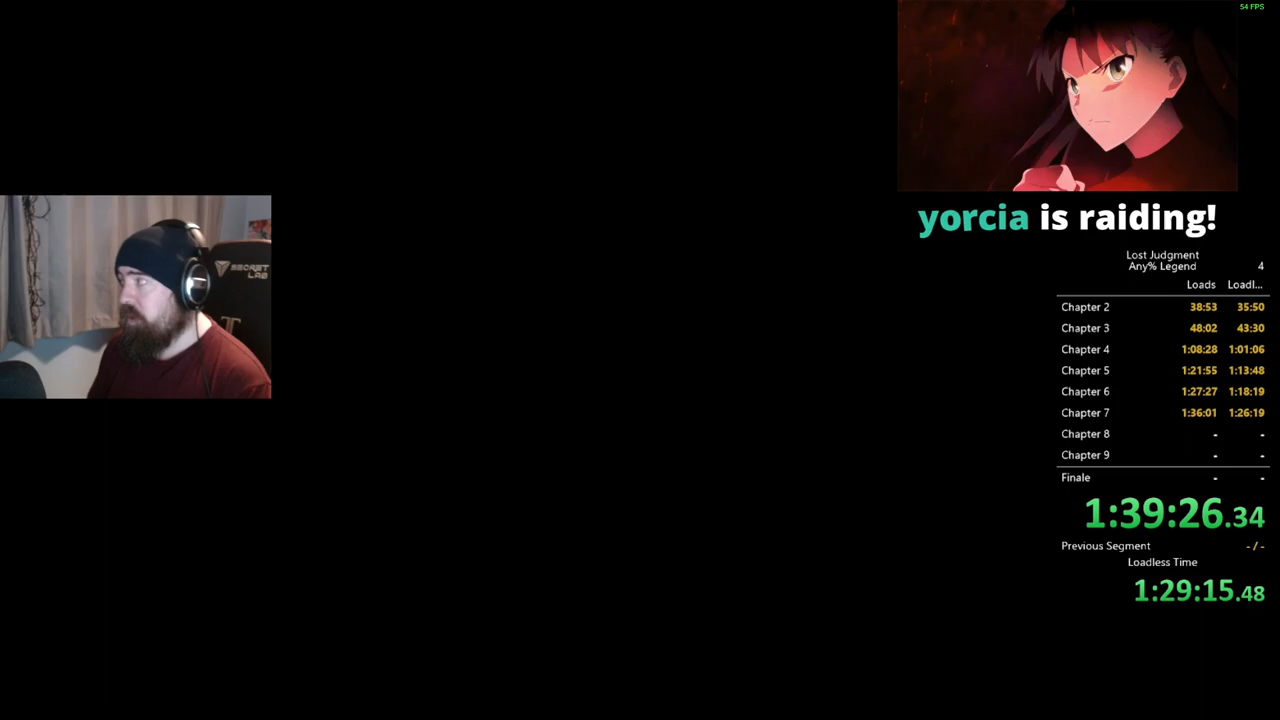 54 FPS
yorcia is raiding!
SECRET
LAB
Lost Judgment
Any% Legend 4
Loads Loadl...
Chapter 2 38:53 35:50
Chapter 3 48:02 43:30
Chapter 4 1:08:28 1:01:06
Chapter 5 1:21:55 1:13:48
Chapter 6 1:27:27 1:18:19
Chapter 7 1:36:01 1:26:19
Chapter 8 - -
Chapter 9 - -
Finale - -
1:39:26.34
Previous Segment - / -
Loadless Time
1:29:15.48